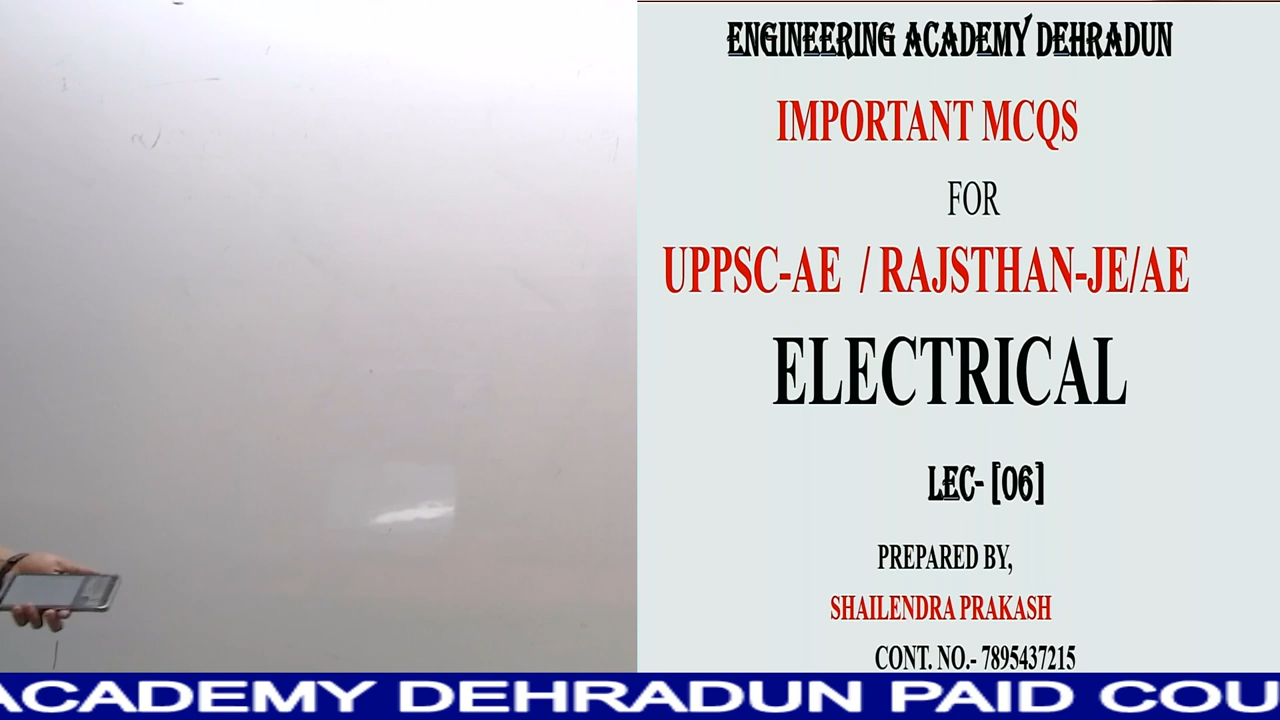 ENGINEERING ACADEMY DEHRADUN
IMPORTANT MCQS
FOR
UPPSC-AE / RAJSTHAN-JE/AE
ELECTRICAL
LEC- [06]
PREPARED BY,
SHAILENDRA PRAKASH
CONT. NO.- 7895437215
ACADEMY DEHRADUN PAID COU